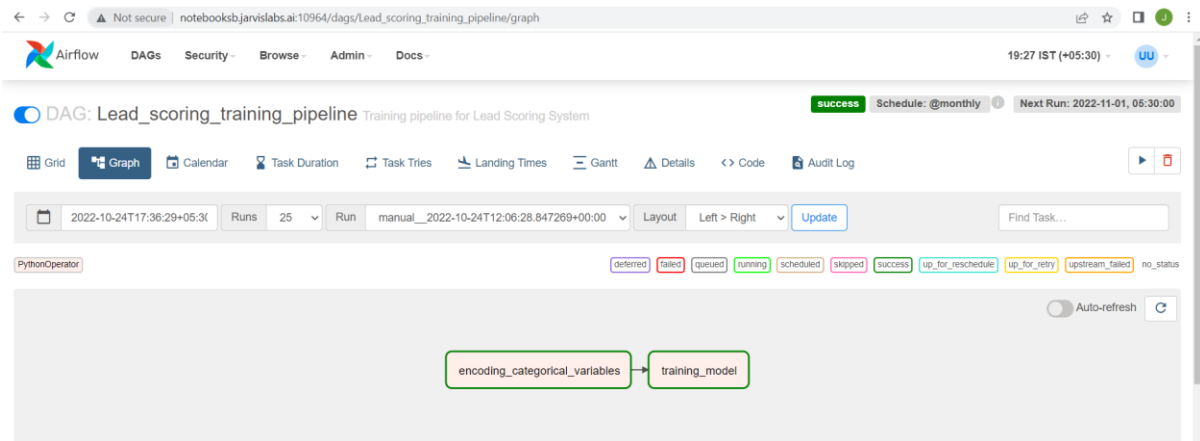 Not secure notebooksb.jarvislabs.ai:10964/dags/Lead_scoring_training_pipeline/graph J
Airflow DAGs Security Browse Admin Docs 19:27 IST (+05:30) UU
DAG: Lead_scoring_training_pipeline Training pipeline for Lead Scoring System success Schedule: @monthly i Next Run: 2022-11-01, 05:30:00
Grid Graph Calendar Task Duration Task Tries Landing Times Gantt Details <> Code Audit Log
2022-10-24T17:36:29+05:3( Runs 25 Run manual__2022-10-24T12:06:28.847269+00:00 Layout Left > Right Update Find Task...
PythonOperator deferred failed queued running scheduled skipped success up_for_reschedule up_for_retry upstream_failed no_status
Auto-refresh
encoding_categorical_variables training_model